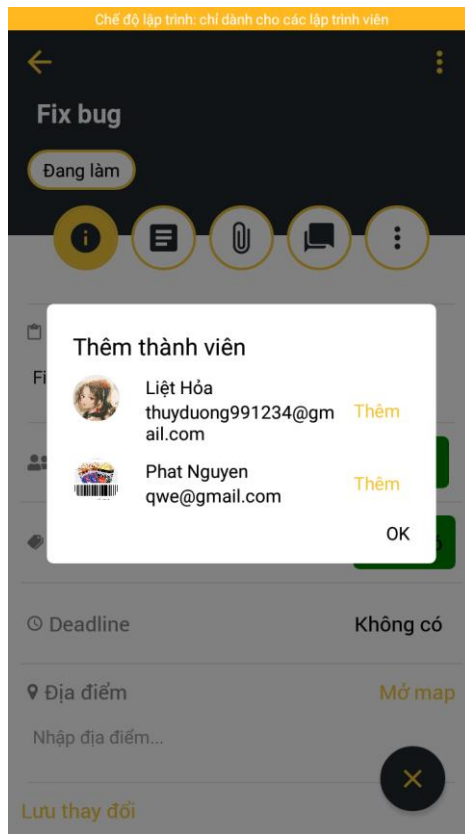 Chế độ lập trình: chỉ dành cho các lập trình viên
Fix bug
Đang làm
Thêm thành viên
Fi
Liệt Hỏa
thuyduong991234@gm
ail.com
Thêm
Phat Nguyen
qwe@gmail.com
Thêm
OK
Deadline
Không có
Địa điểm
Mở map
Nhập địa điểm...
Lưu thay đổi